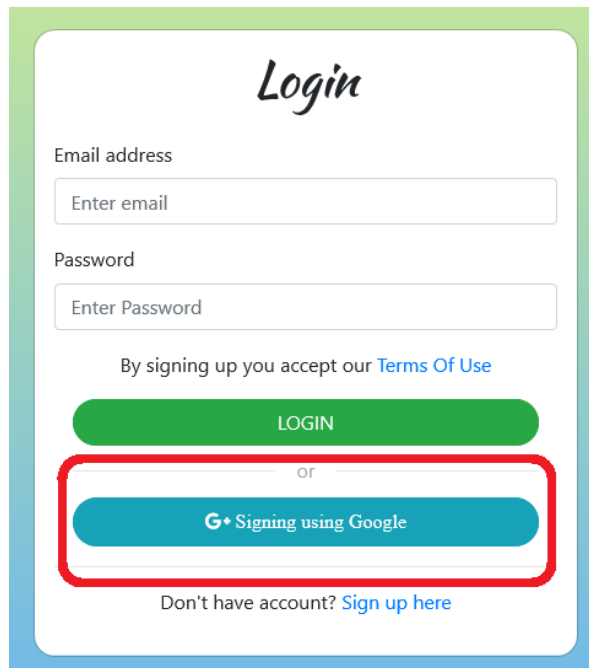 Login
Email address
Enter email
Password
Enter Password
By signing up you accept our Terms Of Use
LOGIN
or
G+ Signing using Google
Don't have account? Sign up here